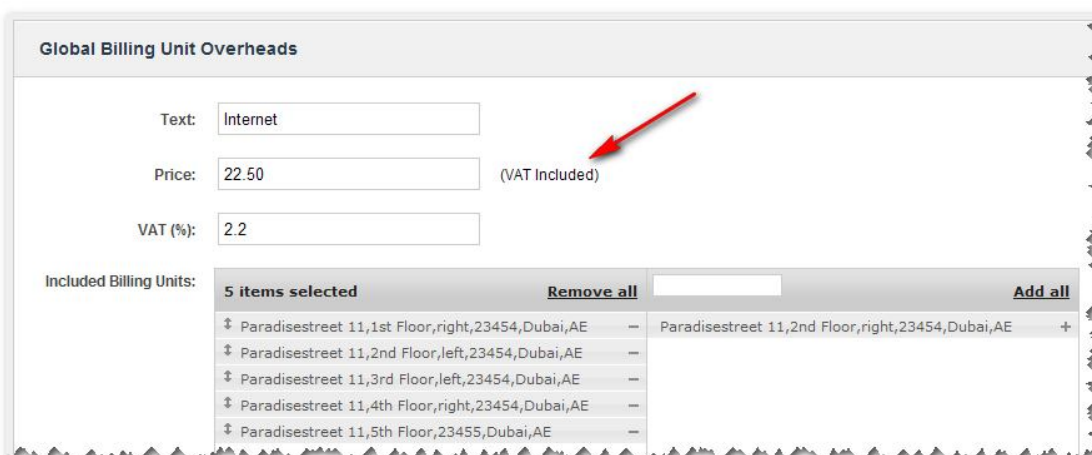 Global Billing Unit Overheads
Text: Internet
Price: 22.50 (VAT Included)
VAT (%): 2.2
Included Billing Units: 5 items selected Remove all Add all
Paradisestreet 11,1st Floor,right,23454,Dubai,AE − Paradisestreet 11,2nd Floor,right,23454,Dubai,AE +
Paradisestreet 11,2nd Floor,left,23454,Dubai,AE −
Paradisestreet 11,3rd Floor,left,23454,Dubai,AE −
Paradisestreet 11,4th Floor,right,23454,Dubai,AE −
Paradisestreet 11,5th Floor,23455,Dubai,AE −